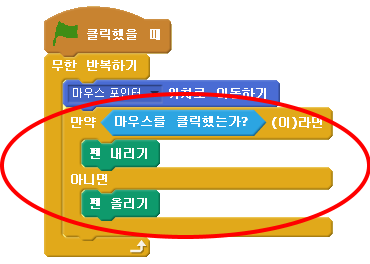 클릭했을 때
무한 반복하기
마우스 포인터 위치로 이동하기
만약 마우스를 클릭했는가? (이)라면
펜 내리기
아니면
펜 올리기